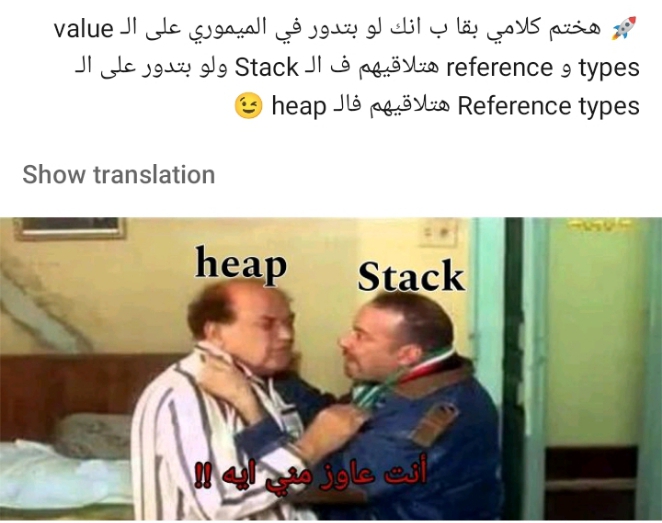 🚀 هختم كلامي بقا ب انك لو بتدور في الميموري على الـ value
types و reference هتلاقيهم ف الـ Stack ولو بتدور على الـ
Reference types هتلاقيهم فالـ heap 😉
Show translation
heap
Stack
أنت عاوز مني ايه !!